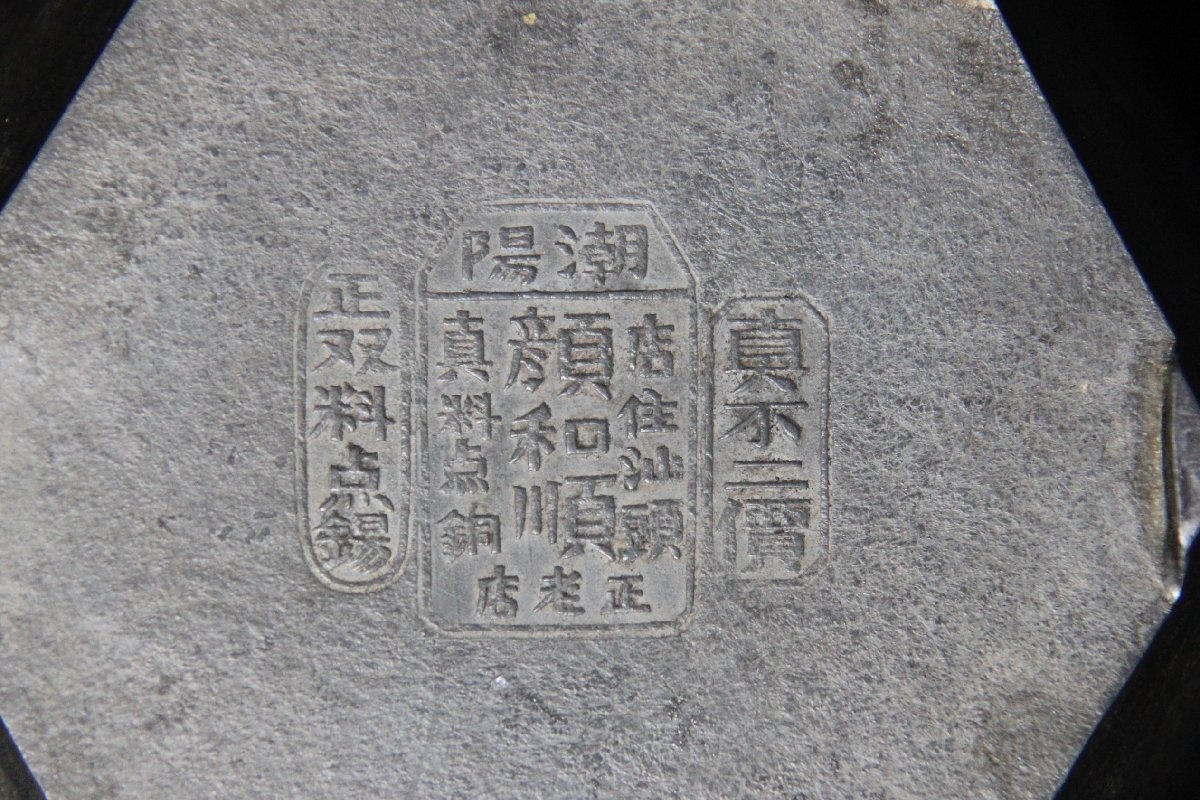 真不二價
潮陽
店住汕頭
顔和順
真料点銅
正老店
正双料点錫